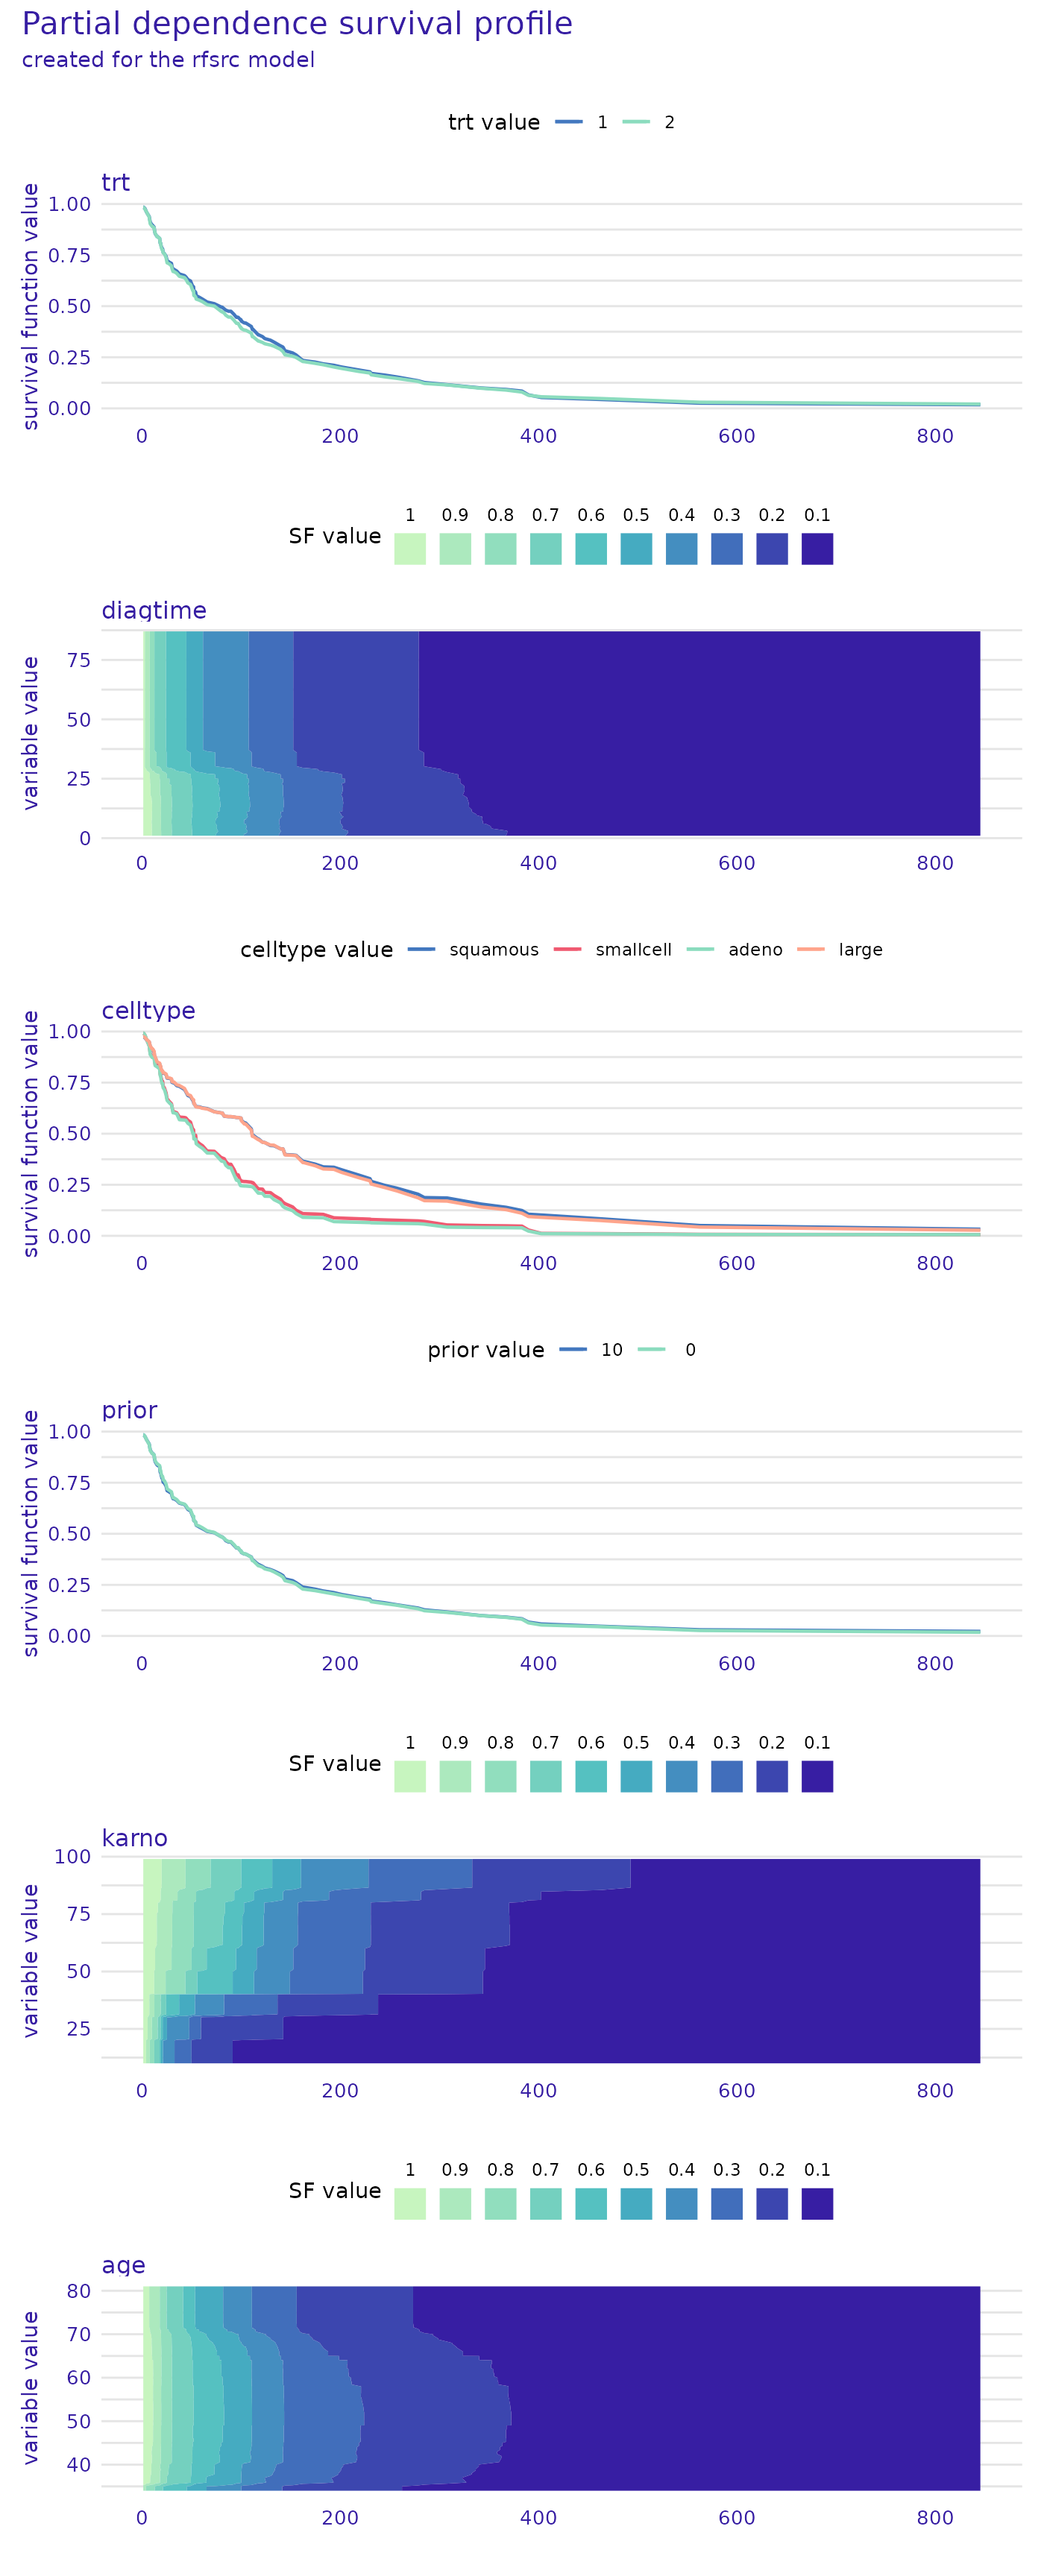 Partial dependence survival profile
created for the rfsrc model
trt value 1 2
trt
survival function value
1.00
0.75
0.50
0.25
0.00
0 200 400 600 800
SF value 1 0.9 0.8 0.7 0.6 0.5 0.4 0.3 0.2 0.1
diagtime
variable value
75
50
25
0
0 200 400 600 800
celltype value squamous smallcell adeno large
celltype
survival function value
1.00
0.75
0.50
0.25
0.00
0 200 400 600 800
prior value 10 0
prior
survival function value
1.00
0.75
0.50
0.25
0.00
0 200 400 600 800
SF value 1 0.9 0.8 0.7 0.6 0.5 0.4 0.3 0.2 0.1
karno
variable value
100
75
50
25
0 200 400 600 800
SF value 1 0.9 0.8 0.7 0.6 0.5 0.4 0.3 0.2 0.1
age
variable value
80
70
60
50
40
0 200 400 600 800